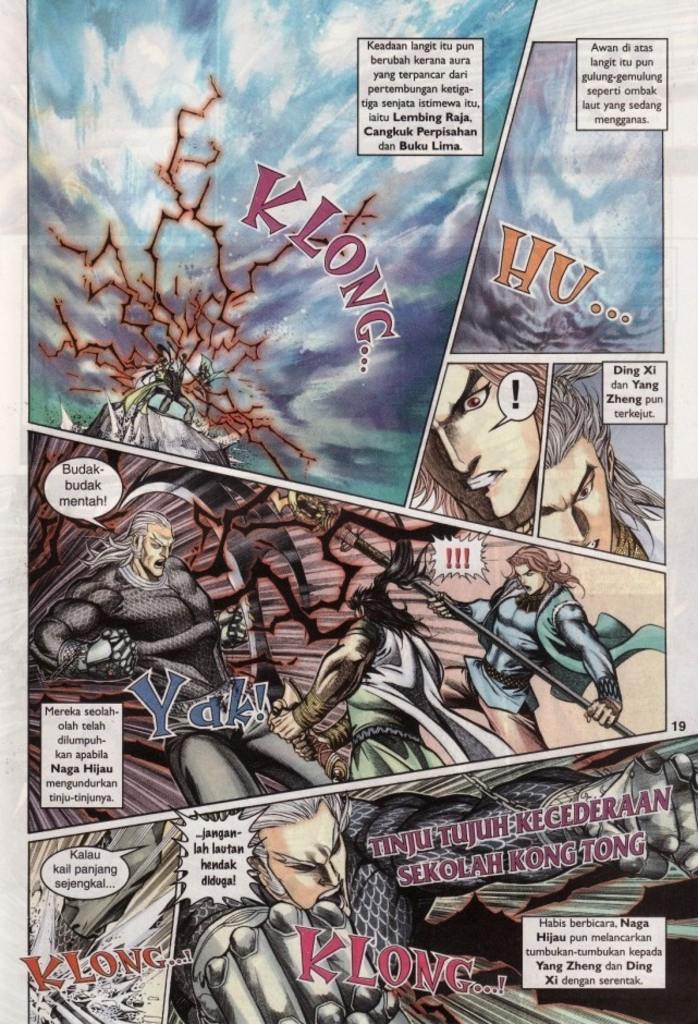 Keadaan langit itu pun
berubah kerana aura
yang terpancar dari
pertembungan ketiga-
tiga senjata istimewa itu,
iaitu Lembing Raja,
Cangkuk Perpisahan
dan Buku Lima.
Awan di atas
langit itu pun
gulung-gemulung
seperti ombak
laut yang sedang
mengganas.
KLONG...
HU...
!
Ding Xi
dan Yang
Zheng pun
terkejut.
Budak-
budak
mentah!
!!!
Yak!
Mereka seolah-
olah telah
dilumpuh-
kan apabila
Naga Hijau
mengundurkan
tinju-tinjunya.
19
Kalau
kail panjang
sejengkal...
...jangan-
lah lautan
hendak
diduga!
TINJU TUJUH KECEDERAAN
SEKOLAH KONG TONG
KLONG...!
KLONG...!
Habis berbicara, Naga
Hijau pun melancarkan
tumbukan-tumbukan kepada
Yang Zheng dan Ding
Xi dengan serentak.